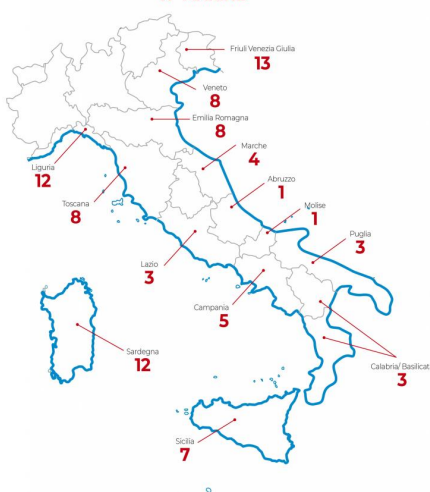 Friuli Venezia Giulia
13
Veneto
8
Emilia Romagna
8
Marche
4
Liguria
12
Abruzzo
1
Toscana
8
Molise
1
Puglia
3
Lazio
3
Campania
5
Sardegna
12
Calabria/ Basilicat
3
Sicilia
7